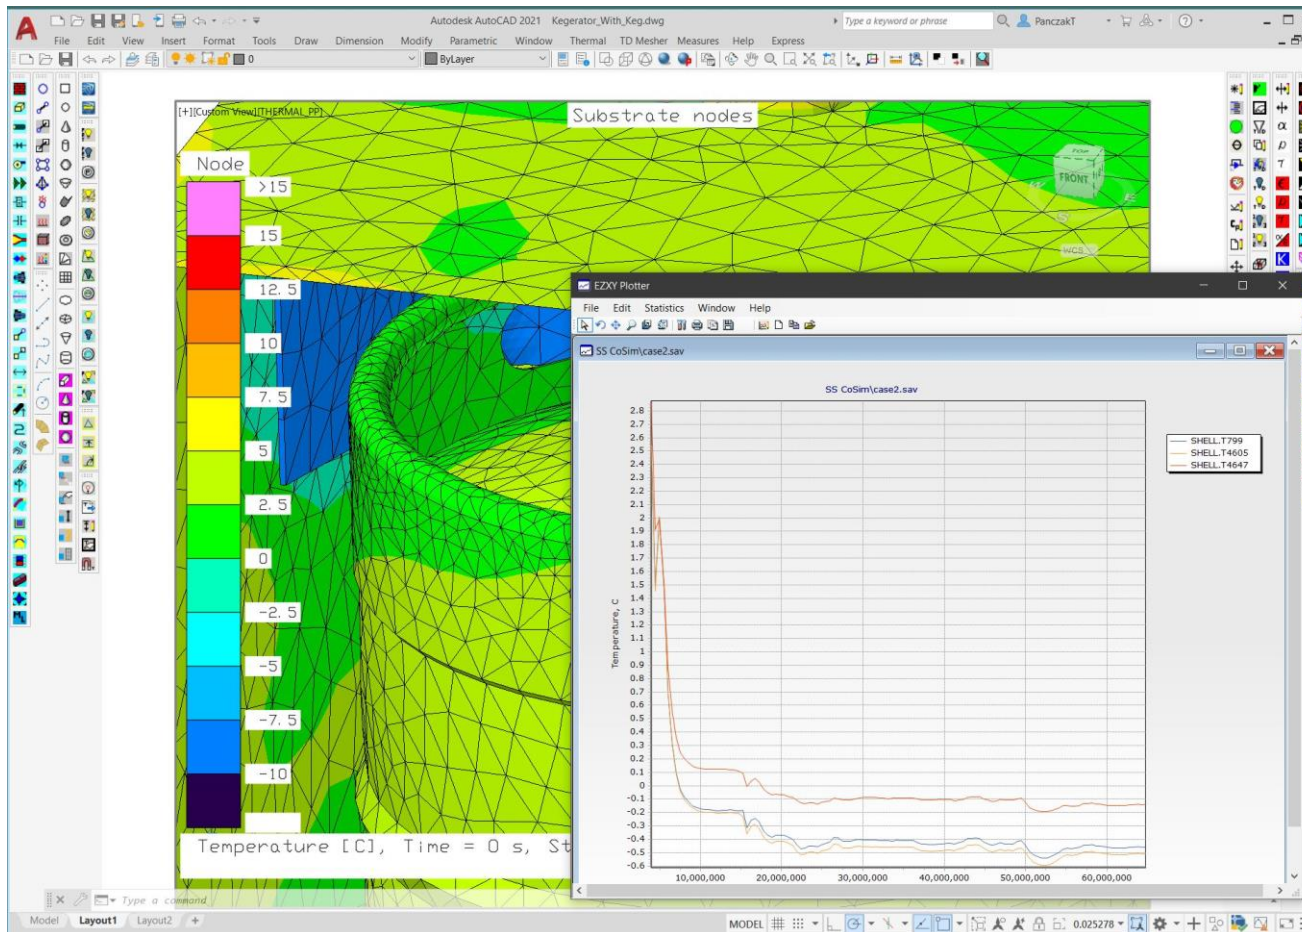 Autodesk AutoCAD 2021 Kegerator_With_Keg.dwg
Type a keyword or phrase
PanczakT
File Edit View Insert Format Tools Draw Dimension Modify Parametric Window Thermal TD Mesher Measures Help Express
0
ByLayer
[+][Custom View][THERMAL_PP]
Substrate nodes
TOP
FRONT
S
E
WCS
Node
>15
15
12.5
10
7.5
5
2.5
0
-2.5
-5
-7.5
-10
Temperature [C], Time = 0 s, St
EZXY Plotter
File Edit Statistics Window Help
SS CoSim\case2.sav
SS CoSim\case2.sav
SHELL.T799
SHELL.T4605
SHELL.T4647
Temperature, C
2.8
2.7
2.6
2.5
2.4
2.3
2.2
2.1
2
1.9
1.8
1.7
1.6
1.5
1.4
1.3
1.2
1.1
1
0.9
0.8
0.7
0.6
0.5
0.4
0.3
0.2
0.1
0
-0.1
-0.2
-0.3
-0.4
-0.5
-0.6
10,000,000 20,000,000 30,000,000 40,000,000 50,000,000 60,000,000
Type a command
Model Layout1 Layout2 +
MODEL
0.025278